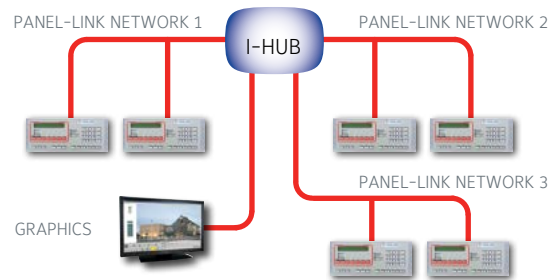 PANEL-LINK NETWORK 1
I-HUB
PANEL-LINK NETWORK 2
PANEL-LINK NETWORK 3
GRAPHICS